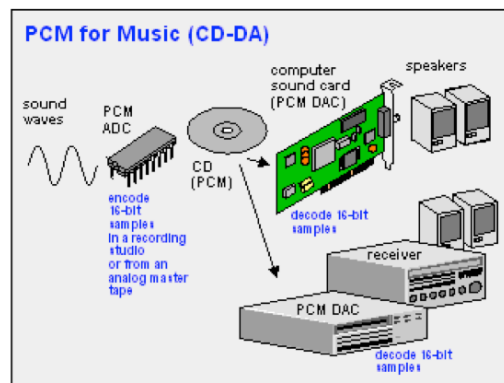 PCM for Music (CD-DA)
sound
waves
PCM
ADC
encode
16-bit
samples
in a recording
studio
or from an
analog master
tape
CD
(PCM)
computer
sound card
(PCM DAC)
decode 16-bit
samples
speakers
receiver
PCM DAC
decode 16-bit
samples